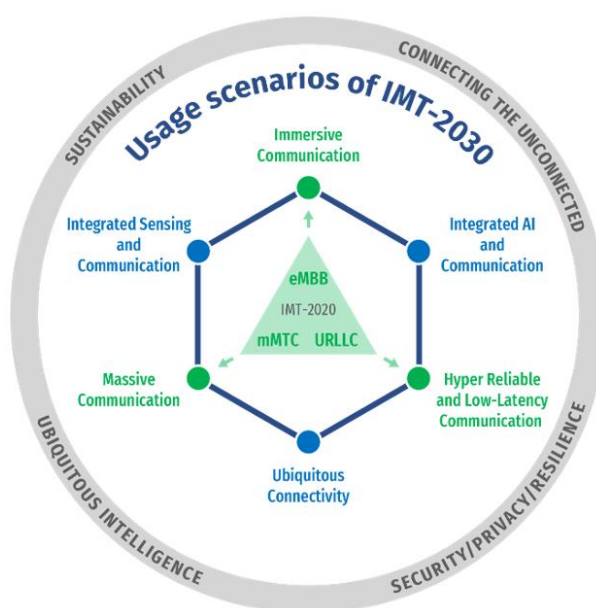 SUSTAINABILITY
CONNECTING THE UNCONNECTED
Usage scenarios of IMT-2030
Immersive
Communication
Integrated Sensing
and
Communication
Integrated AI
and
Communication
eMBB
IMT-2020
mMTC URLLC
Massive
Communication
Hyper Reliable
and Low-Latency
Communication
Ubiquitous
Connectivity
UBIQUITOUS INTELLIGENCE
SECURITY/PRIVACY/RESILIENCE